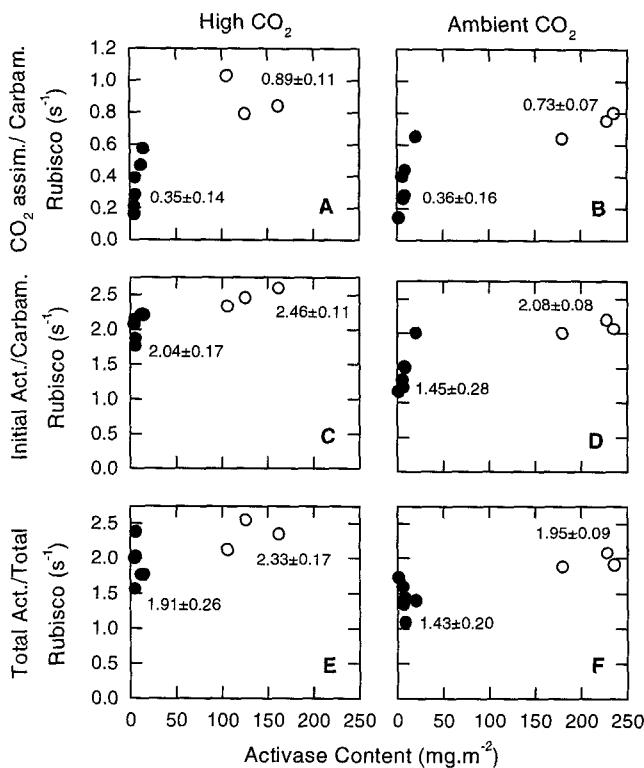 High CO₂ Ambient CO₂
CO₂ assim./ Carbam.
Rubisco (s⁻¹)
1.2
1.0
0.8
0.6
0.4
0.2
0.0
0.89±0.11
0.35±0.14
A
0.73±0.07
0.36±0.16
B
Initial Act./Carbam.
Rubisco (s⁻¹)
2.5
2.0
1.5
1.0
0.5
0.0
2.46±0.11
2.04±0.17
C
2.08±0.08
1.45±0.28
D
Total Act./Total
Rubisco (s⁻¹)
2.5
2.0
1.5
1.0
0.5
0.0
2.33±0.17
1.91±0.26
E
1.95±0.09
1.43±0.20
F
0 50 100 150 200 250
0 50 100 150 200 250
Activase Content (mg.m⁻²)